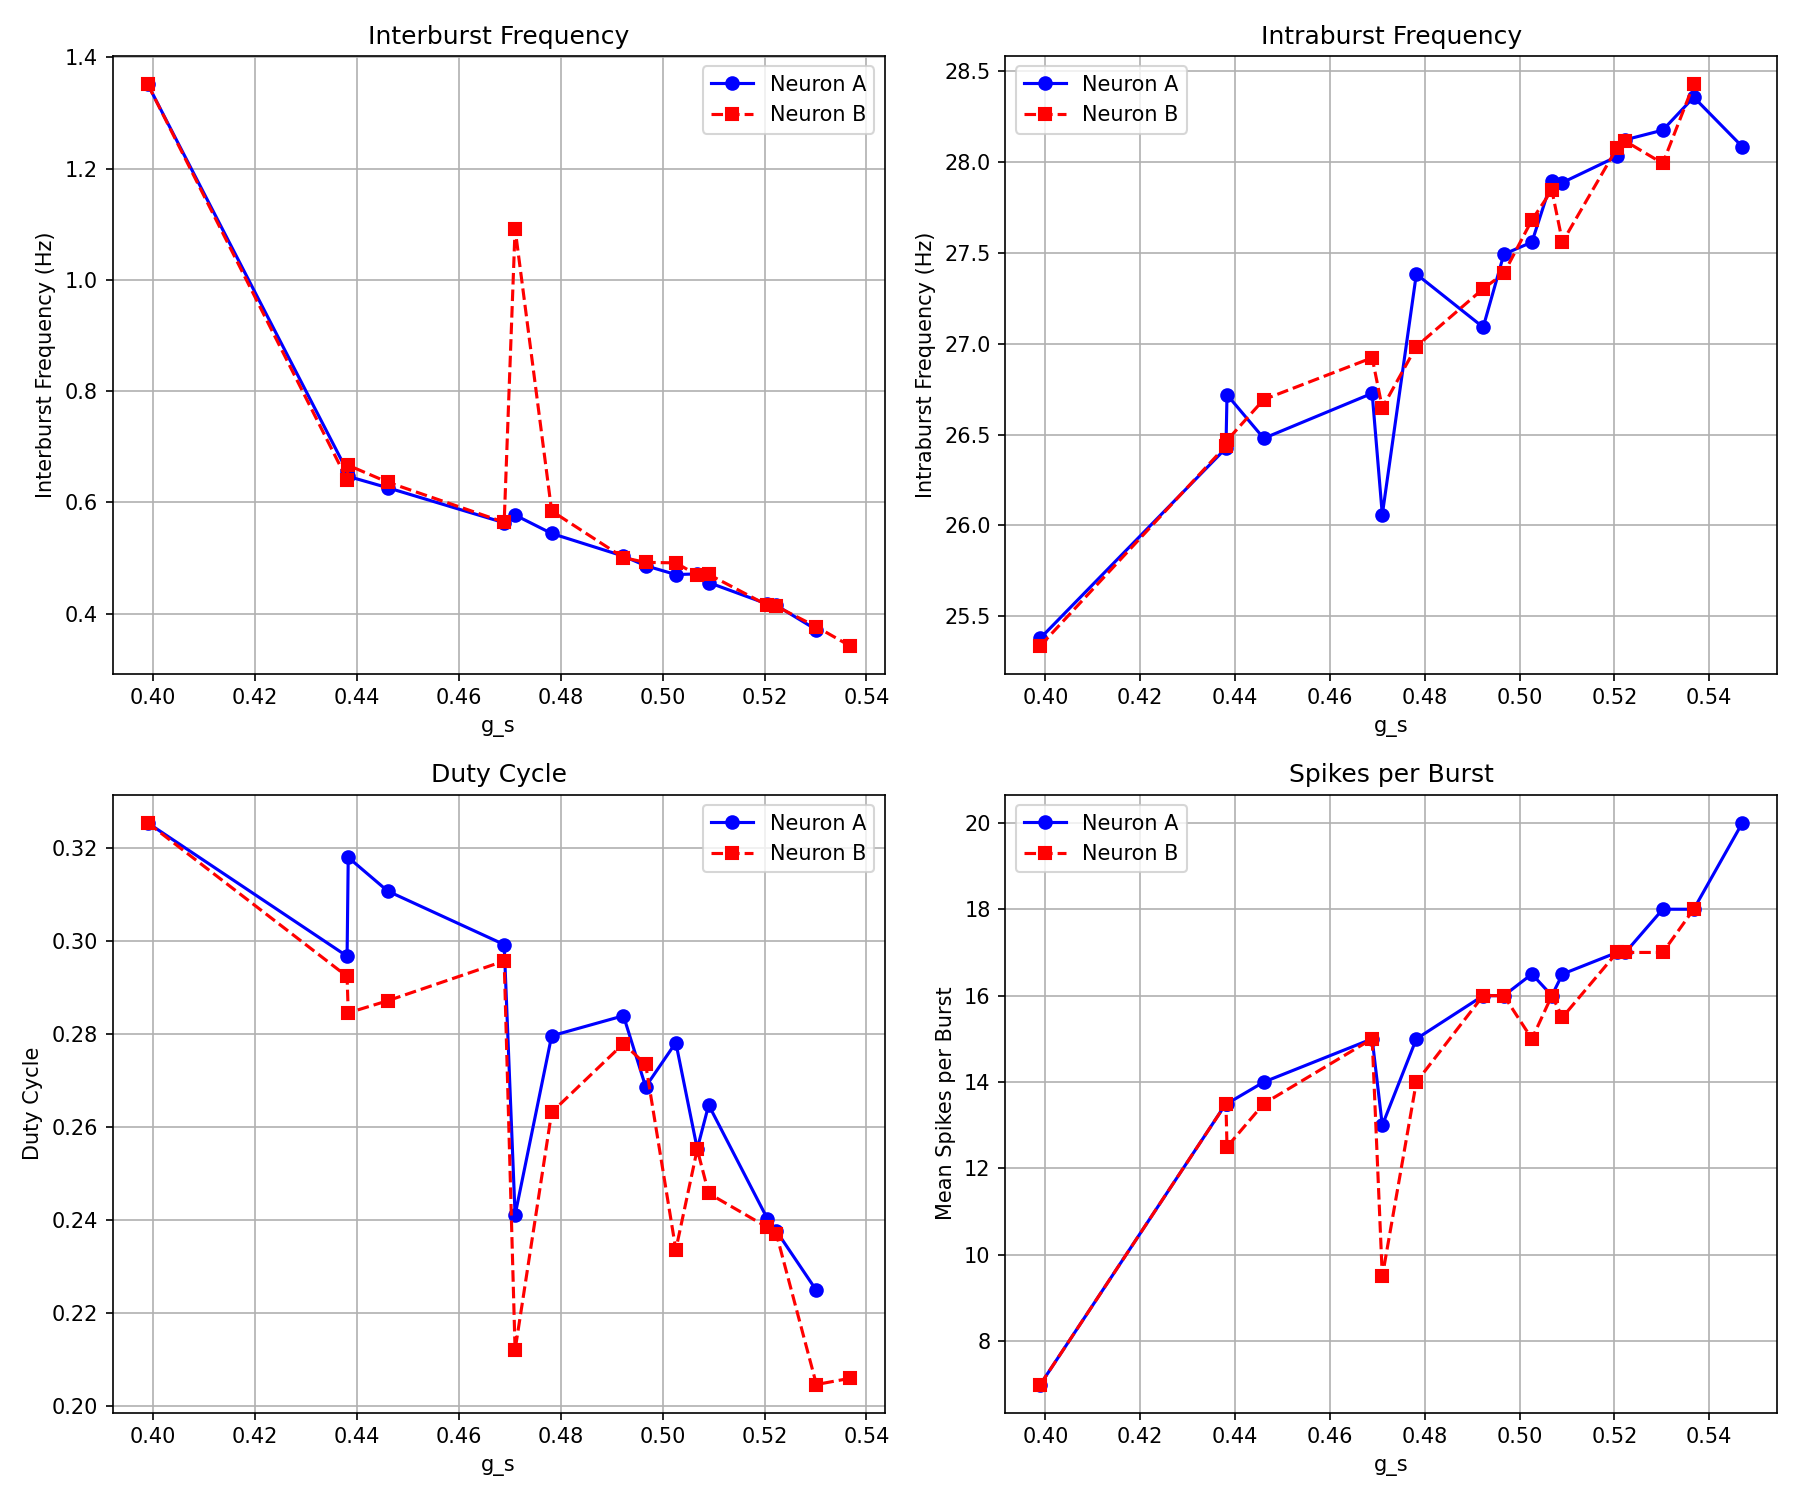 Interburst Frequency
Interburst Frequency (Hz)
1.4
1.2
1.0
0.8
0.6
0.4
0.40 0.42 0.44 0.46 0.48 0.50 0.52 0.54
g_s
Neuron A
Neuron B
Intraburst Frequency
Intraburst Frequency (Hz)
28.5
28.0
27.5
27.0
26.5
26.0
25.5
0.40 0.42 0.44 0.46 0.48 0.50 0.52 0.54
g_s
Neuron A
Neuron B
Duty Cycle
Duty Cycle
0.32
0.30
0.28
0.26
0.24
0.22
0.20
0.40 0.42 0.44 0.46 0.48 0.50 0.52 0.54
g_s
Neuron A
Neuron B
Spikes per Burst
Mean Spikes per Burst
20
18
16
14
12
10
8
0.40 0.42 0.44 0.46 0.48 0.50 0.52 0.54
g_s
Neuron A
Neuron B